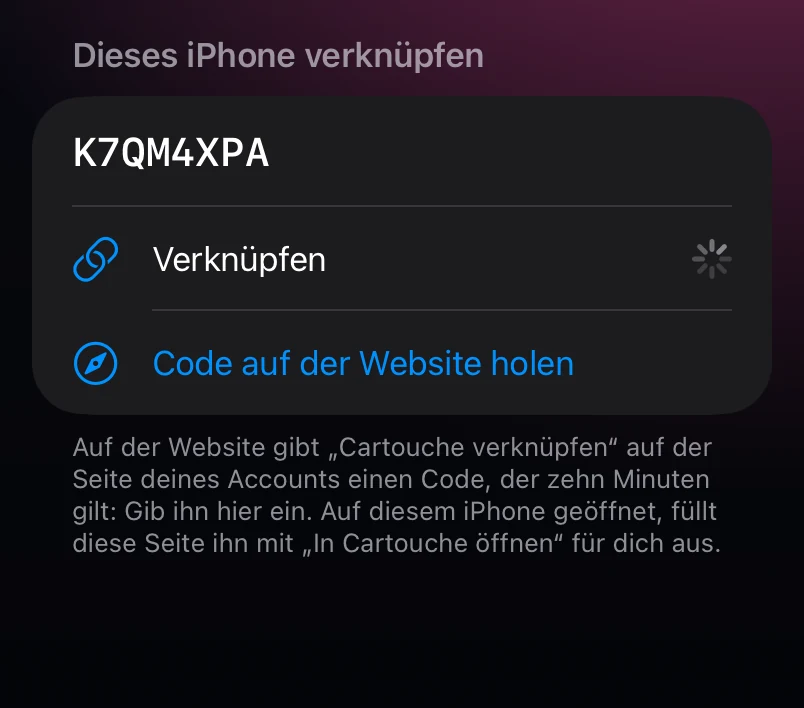 Dieses iPhone verknüpfen
K7QM4XPA
Verknüpfen
Code auf der Website holen
Auf der Website gibt „Cartouche verknüpfen“ auf der
Seite deines Accounts einen Code, der zehn Minuten
gilt: Gib ihn hier ein. Auf diesem iPhone geöffnet, füllt
diese Seite ihn mit „In Cartouche öffnen“ für dich aus.